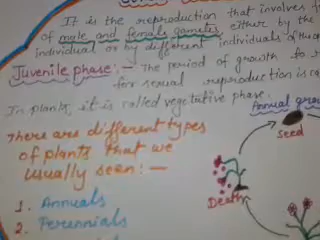 It is the reproduction that involves
of male and female gametes, either by the
individual or by different individuals of the
Juvenile phase:- The period of growth to
for sexual reproduction is
In plants, it is called vegetative phase.
There are different types
of plants that we
usually seen:-
1. Annuals
2. Perennials
Annual
Seed
Death